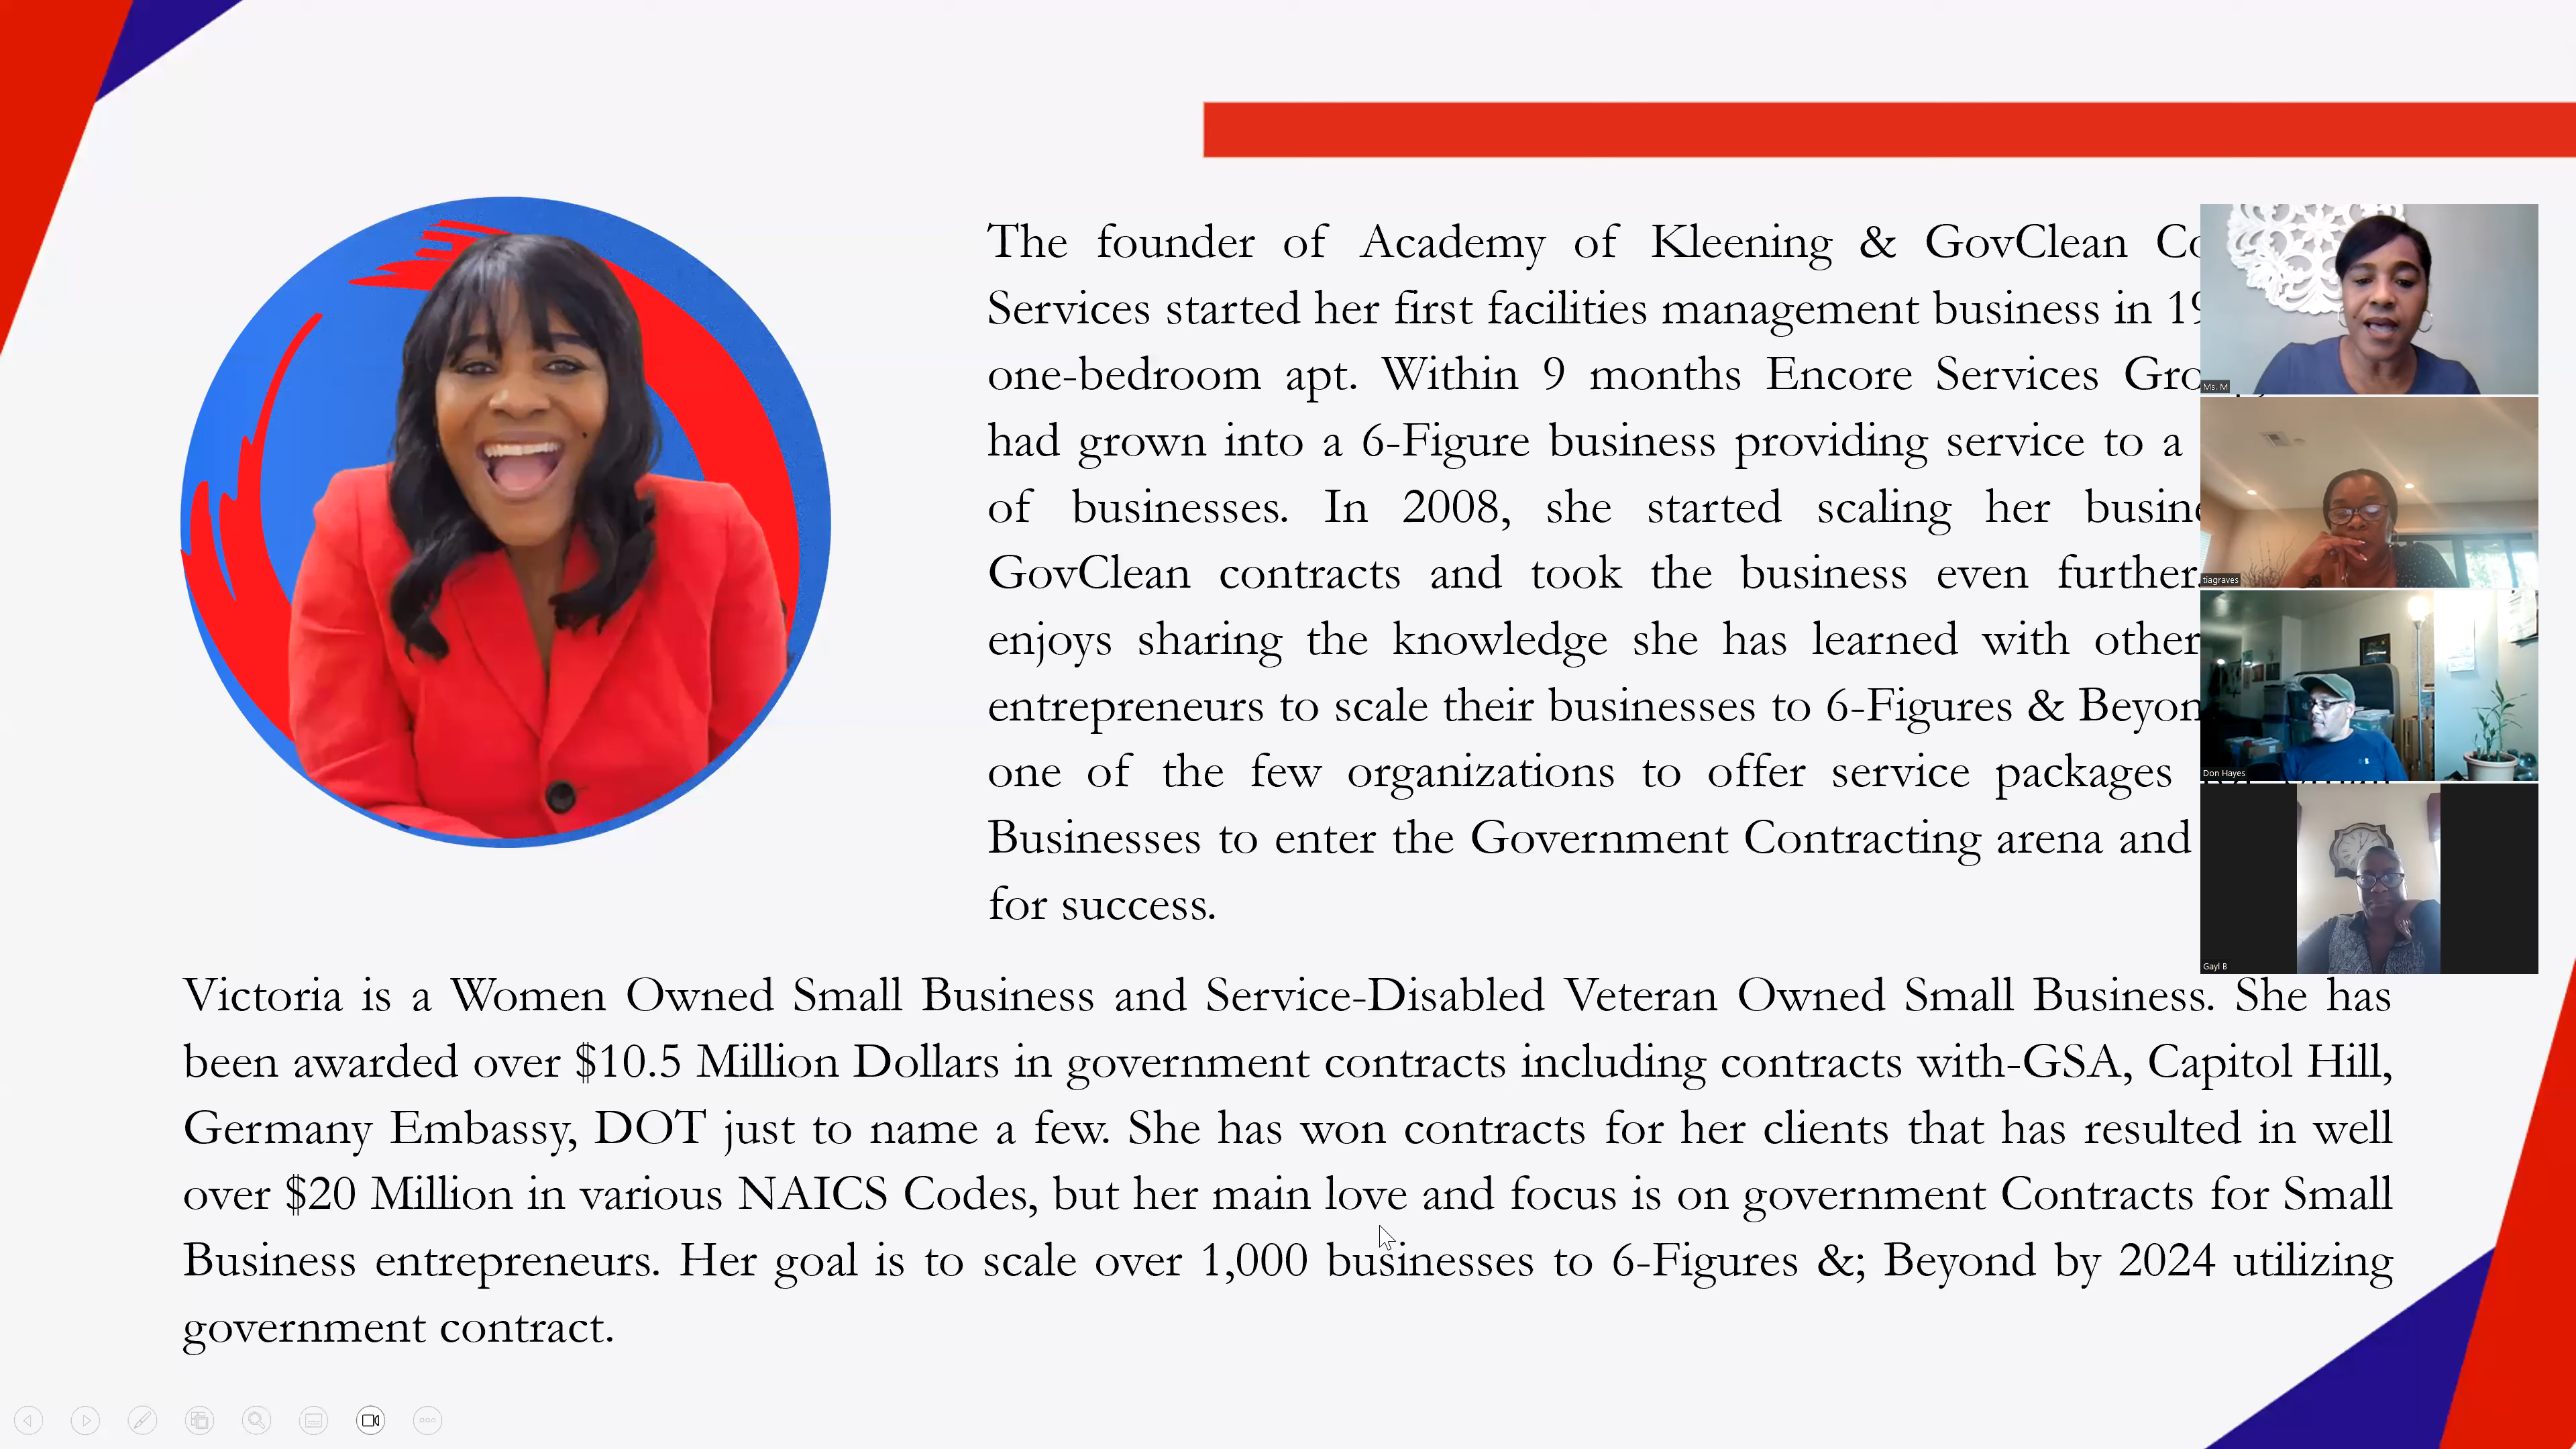 The founder of Academy of Kleening & GovClean
Services started her first facilities management business in
one-bedroom apt. Within 9 months Encore Services
had grown into a 6-Figure business providing service to a
of businesses. In 2008, she started scaling her
GovClean contracts and took the business even further
enjoys sharing the knowledge she has learned with other
entrepreneurs to scale their businesses to 6-Figures &
one of the few organizations to offer service packages
Businesses to enter the Government Contracting arena and
for success.
Ms. M
tiagraves
Don Hayes
Gayl B
Victoria is a Women Owned Small Business and Service-Disabled Veteran Owned Small Business. She has
been awarded over $10.5 Million Dollars in government contracts including contracts with-GSA, Capitol Hill,
Germany Embassy, DOT just to name a few. She has won contracts for her clients that has resulted in well
over $20 Million in various NAICS Codes, but her main love and focus is on government Contracts for Small
Business entrepreneurs. Her goal is to scale over 1,000 businesses to 6-Figures &; Beyond by 2024 utilizing
government contract.